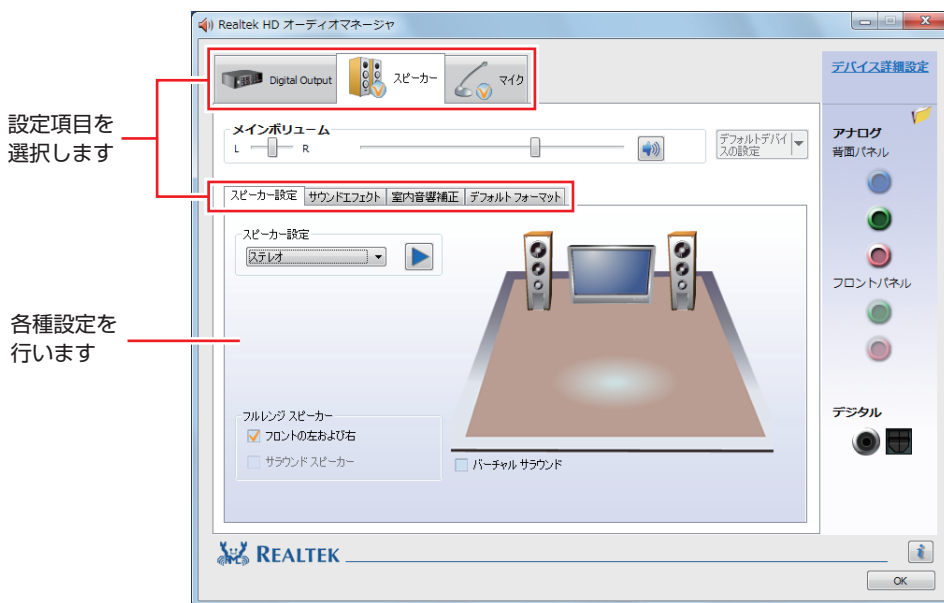 Realtek HD オーディオマネージャ
Digital Output
スピーカー
マイク
デバイス詳細設定
設定項目を
選択します
メインボリューム
L
R
デフォルトデバイ
スの設定
アナログ
背面パネル
スピーカー設定
サウンドエフェクト
室内音響補正
デフォルト フォーマット
スピーカー設定
ステレオ
フロントパネル
各種設定を
行います
フルレンジ スピーカー
フロントの左および右
サラウンド スピーカー
バーチャル サラウンド
デジタル
REALTEK
i
OK